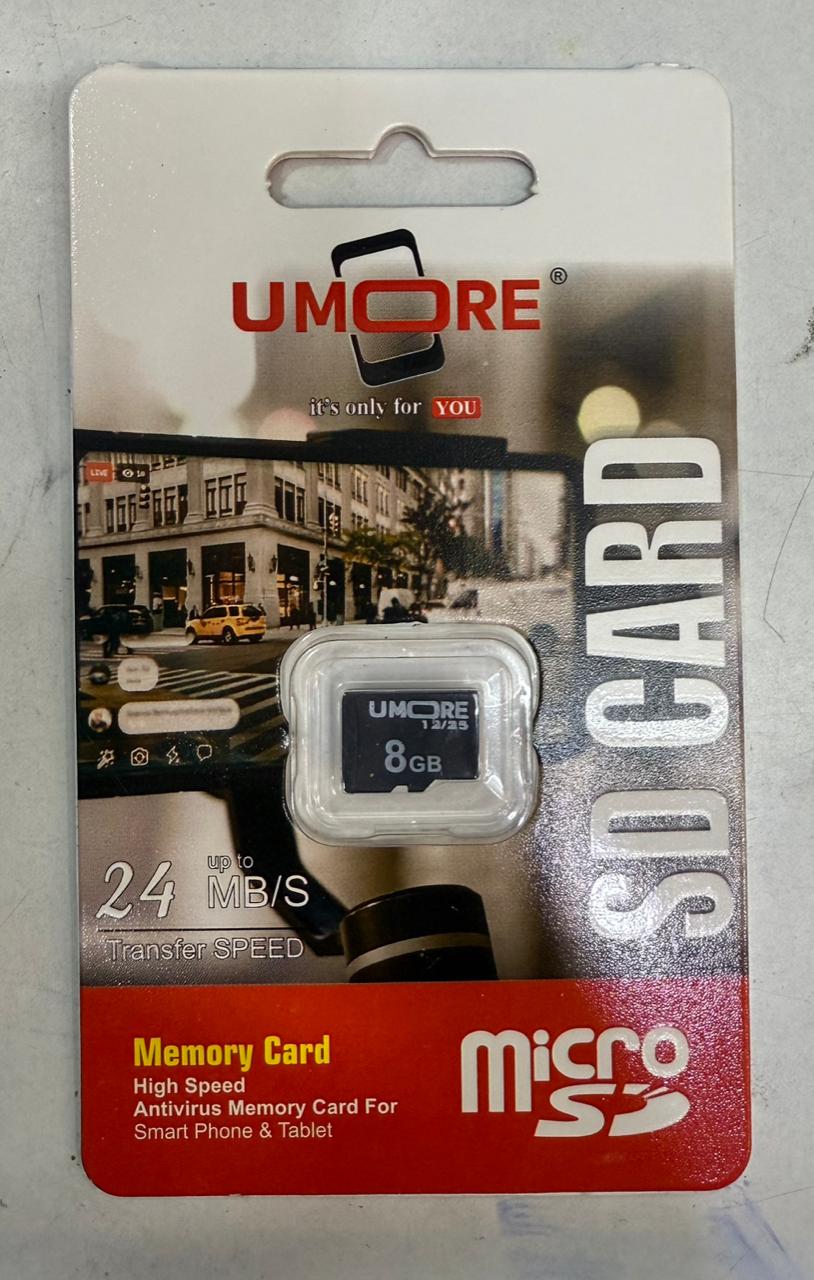 UMORE®
it's only for YOU
LIVE
SD CARD
UMORE
12/25
8GB
24 up to MB/S
Transfer SPEED
Memory Card
High Speed
Antivirus Memory Card For
Smart Phone & Tablet
micro
SD